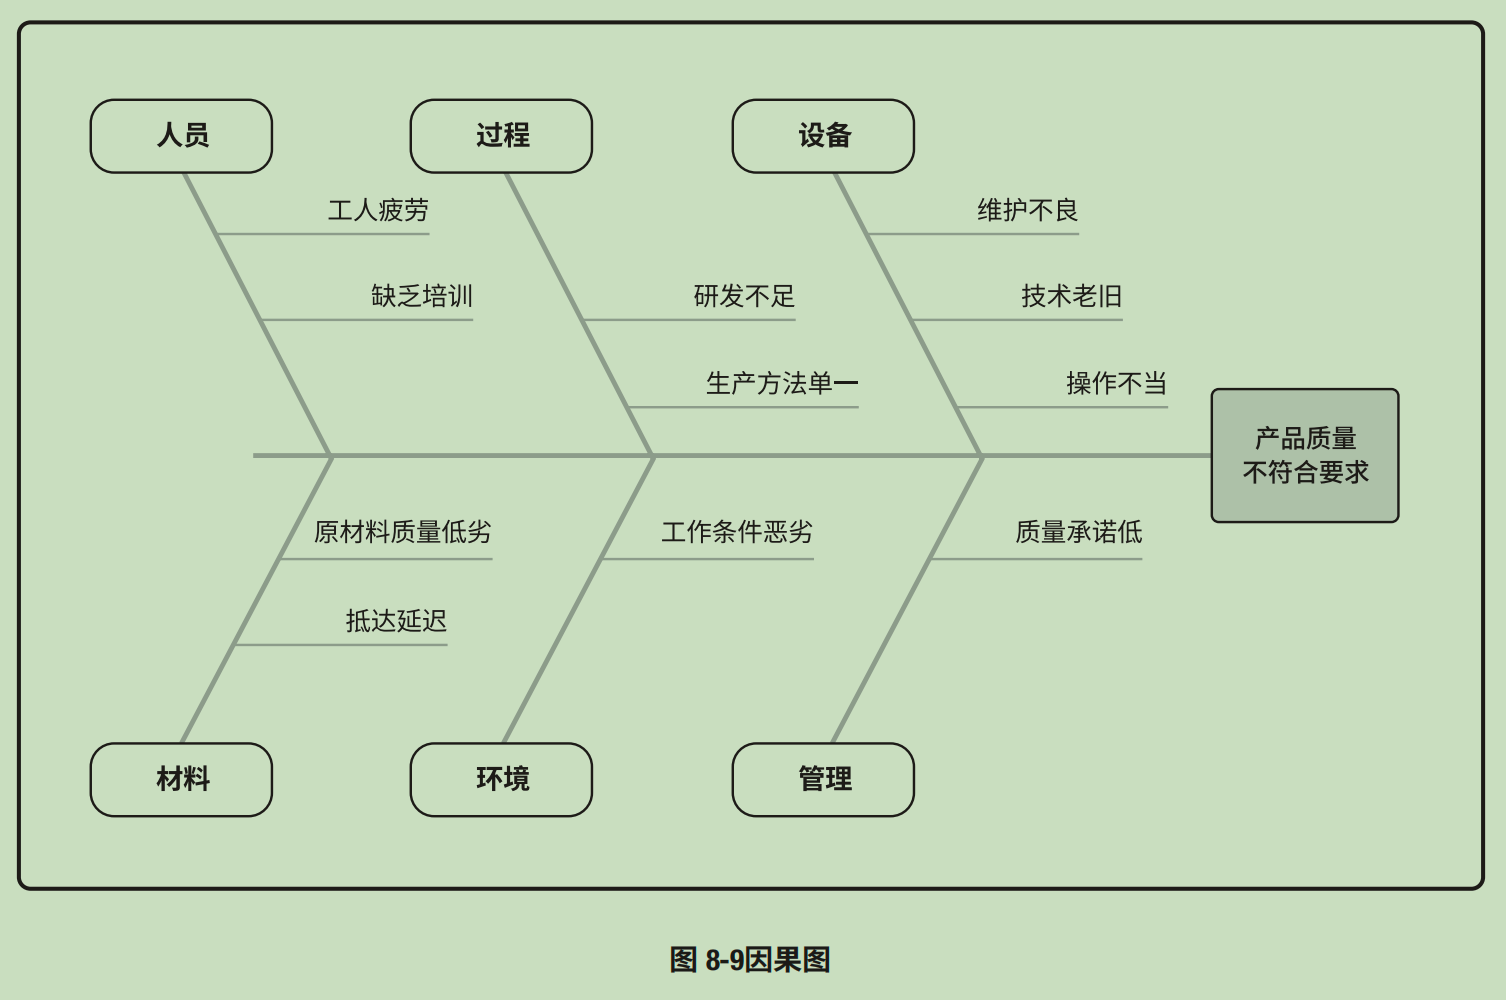 人员
过程
设备
工人疲劳
维护不良
缺乏培训
研发不足
技术老旧
生产方法单一
操作不当
产品质量
不符合要求
原材料质量低劣
工作条件恶劣
质量承诺低
抵达延迟
材料
环境
管理
图 8-9因果图